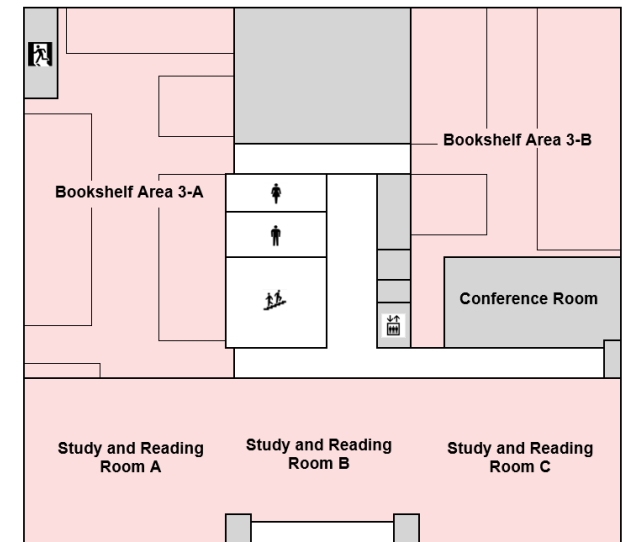 Bookshelf Area 3-B
Bookshelf Area 3-A
Conference Room
Study and Reading
Room A
Study and Reading
Room B
Study and Reading
Room C